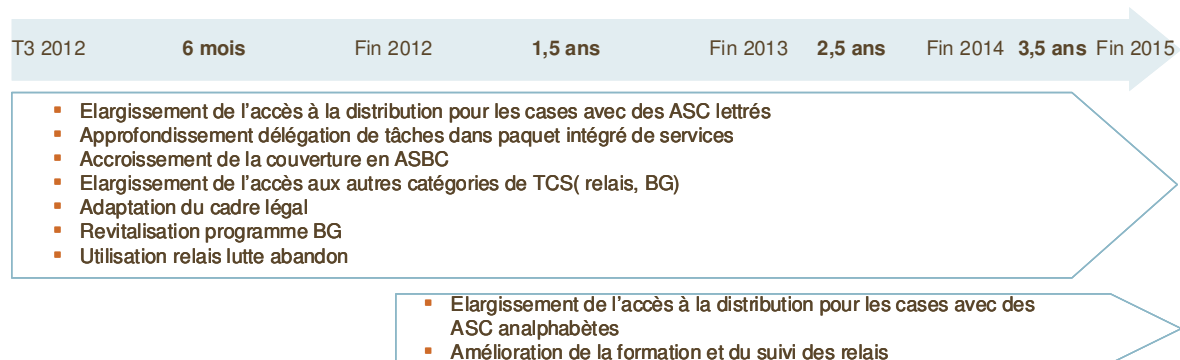 T3 2012 6 mois Fin 2012 1,5 ans Fin 2013 2,5 ans Fin 2014 3,5 ans Fin 2015
▪ Elargissement de l’accès à la distribution pour les cases avec des ASC lettrés
▪ Approfondissement délégation de tâches dans paquet intégré de services
▪ Accroissement de la couverture en ASBC
▪ Elargissement de l’accès aux autres catégories de TCS( relais, BG)
▪ Adaptation du cadre légal
▪ Revitalisation programme BG
▪ Utilisation relais lutte abandon
▪ Elargissement de l’accès à la distribution pour les cases avec des
ASC analphabètes
▪ Amélioration de la formation et du suivi des relais